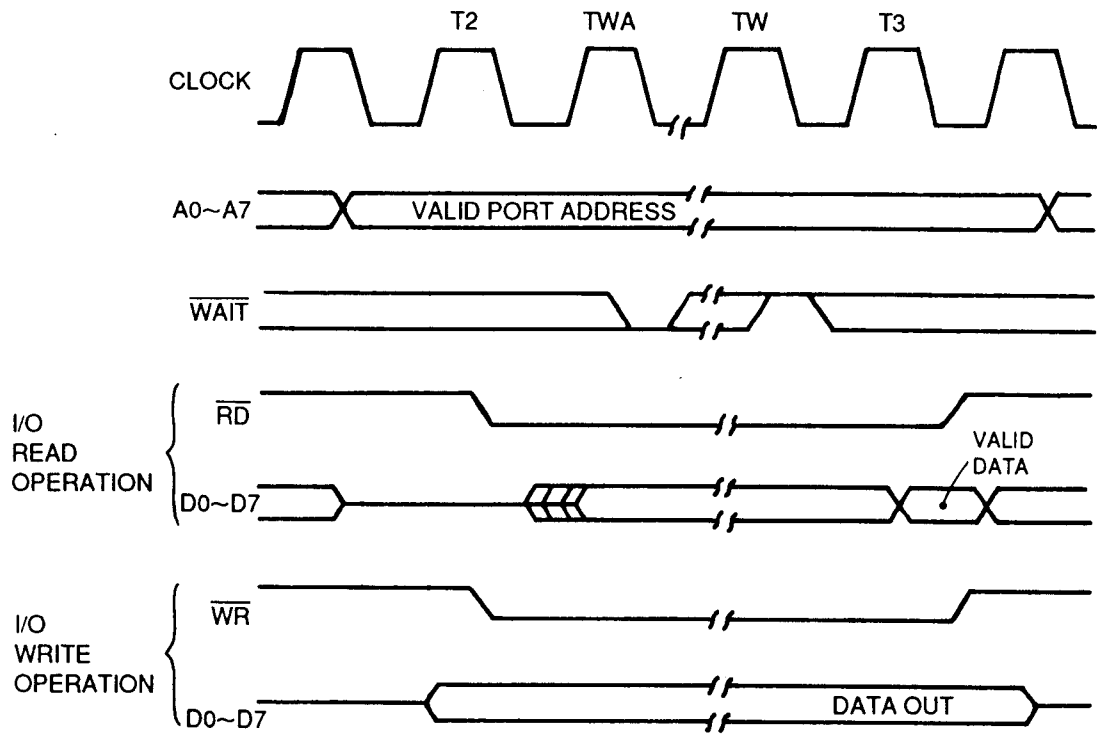 T2 TWA TW T3
CLOCK
A0~A7 VALID PORT ADDRESS
WAIT
I/O
READ
OPERATION
RD
VALID
DATA
D0~D7
I/O
WRITE
OPERATION
WR
D0~D7 DATA OUT